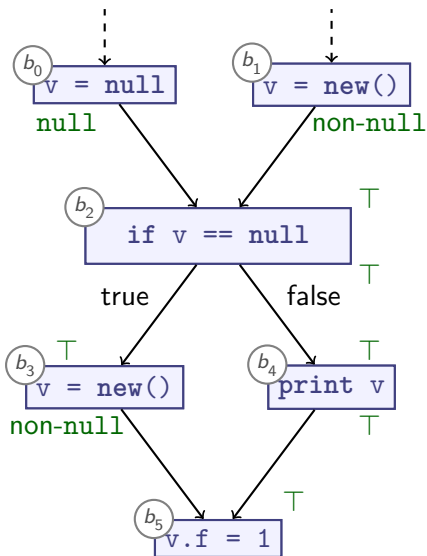 b0
v = null
b1
v = new()
null
non-null
b2
⊤
if v == null
⊤
true
false
⊤
⊤
b3
v = new()
b4
print v
non-null
⊤
⊤
b5
v.f = 1